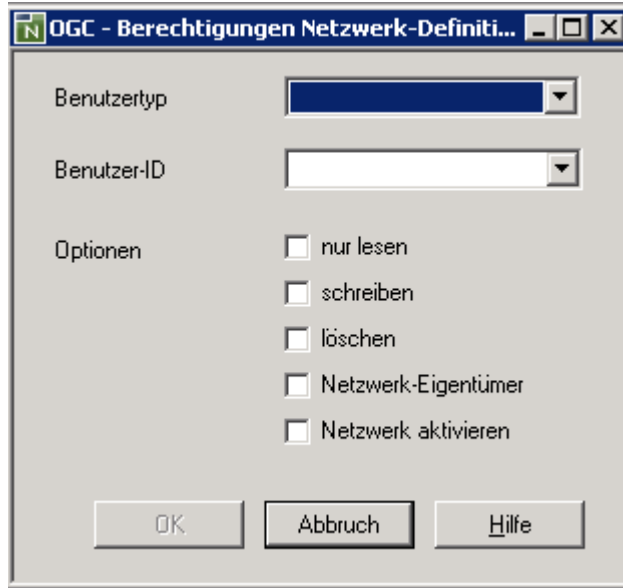 OGC - Berechtigungen Netzwerk-Definiti...
Benutzertyp
Benutzer-ID
Optionen
nur lesen
schreiben
löschen
Netzwerk-Eigentümer
Netzwerk aktivieren
OK
Abbruch
Hilfe